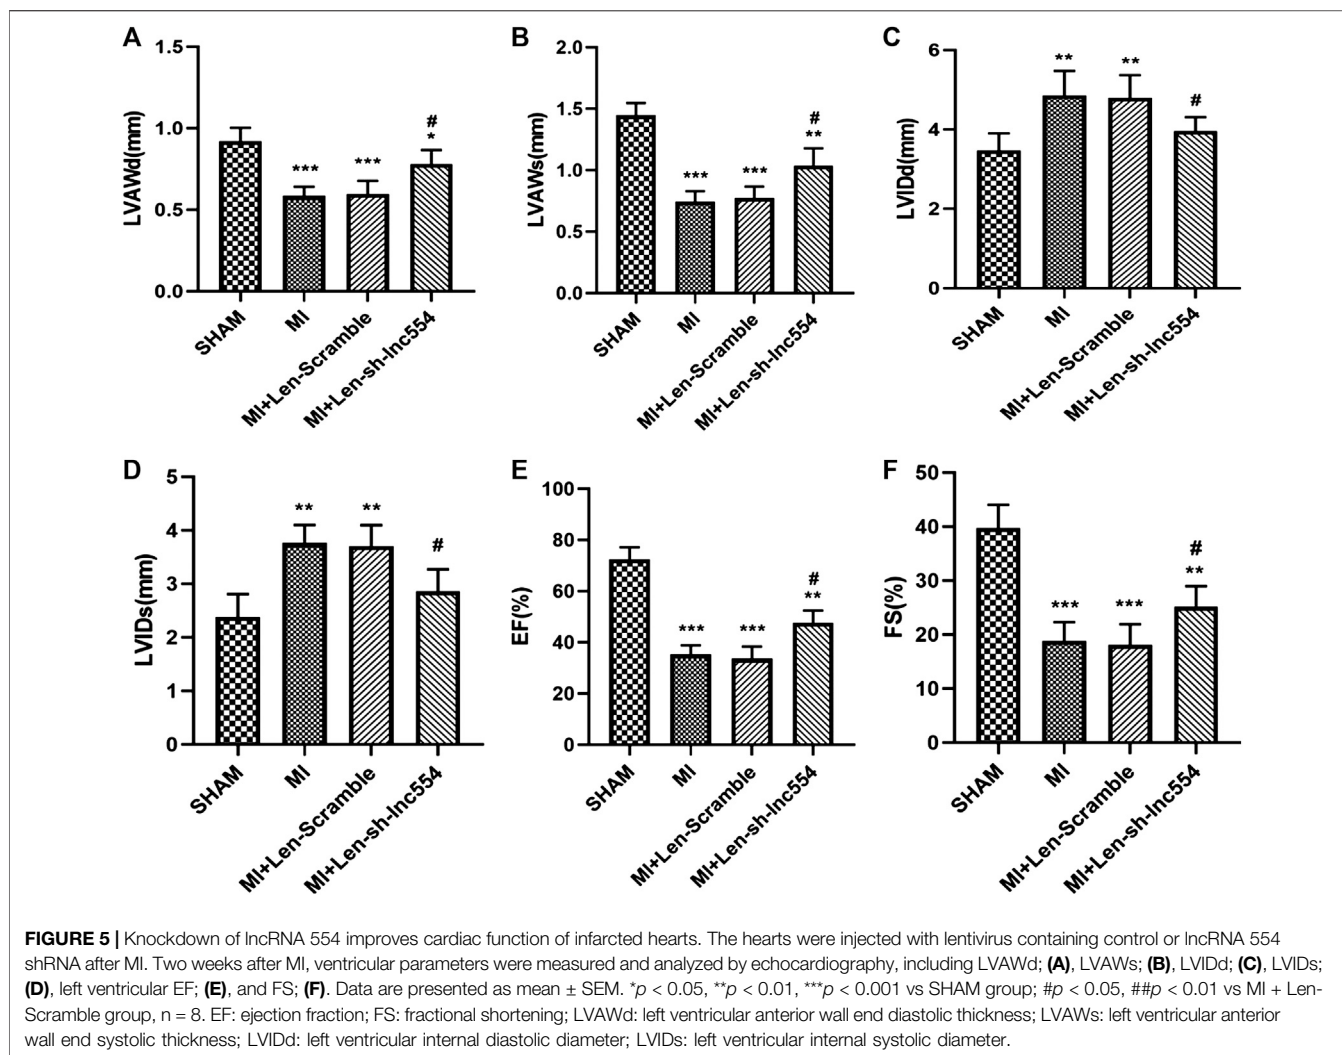 A
LVAWd(mm)
1.5
1.0
0.5
0.0
***
***
#
*
SHAM
MI
MI+Len-Scramble
MI+Len-sh-lnc554
B
LVAWs(mm)
2.0
1.5
1.0
0.5
0.0
***
***
#
**
SHAM
MI
MI+Len-Scramble
MI+Len-sh-lnc554
C
LVIDd(mm)
6
4
2
0
**
**
#
SHAM
MI
MI+Len-Scramble
MI+Len-sh-lnc554
D
LVIDs(mm)
5
4
3
2
1
0
**
**
#
SHAM
MI
MI+Len-Scramble
MI+Len-sh-lnc554
E
EF(%)
100
80
60
40
20
0
***
***
#
**
SHAM
MI
MI+Len-Scramble
MI+Len-sh-lnc554
F
FS(%)
50
40
30
20
10
0
***
***
#
**
SHAM
MI
MI+Len-Scramble
MI+Len-sh-lnc554
FIGURE 5 | Knockdown of lncRNA 554 improves cardiac function of infarcted hearts. The hearts were injected with lentivirus containing control or lncRNA 554
shRNA after MI. Two weeks after MI, ventricular parameters were measured and analyzed by echocardiography, including LVAWd; (A), LVAWs; (B), LVIDd; (C), LVIDs;
(D), left ventricular EF; (E), and FS; (F). Data are presented as mean ± SEM. *p < 0.05, **p < 0.01, ***p < 0.001 vs SHAM group; #p < 0.05, ##p < 0.01 vs MI + Len-
Scramble group, n = 8. EF: ejection fraction; FS: fractional shortening; LVAWd: left ventricular anterior wall end diastolic thickness; LVAWs: left ventricular anterior
wall end systolic thickness; LVIDd: left ventricular internal diastolic diameter; LVIDs: left ventricular internal systolic diameter.